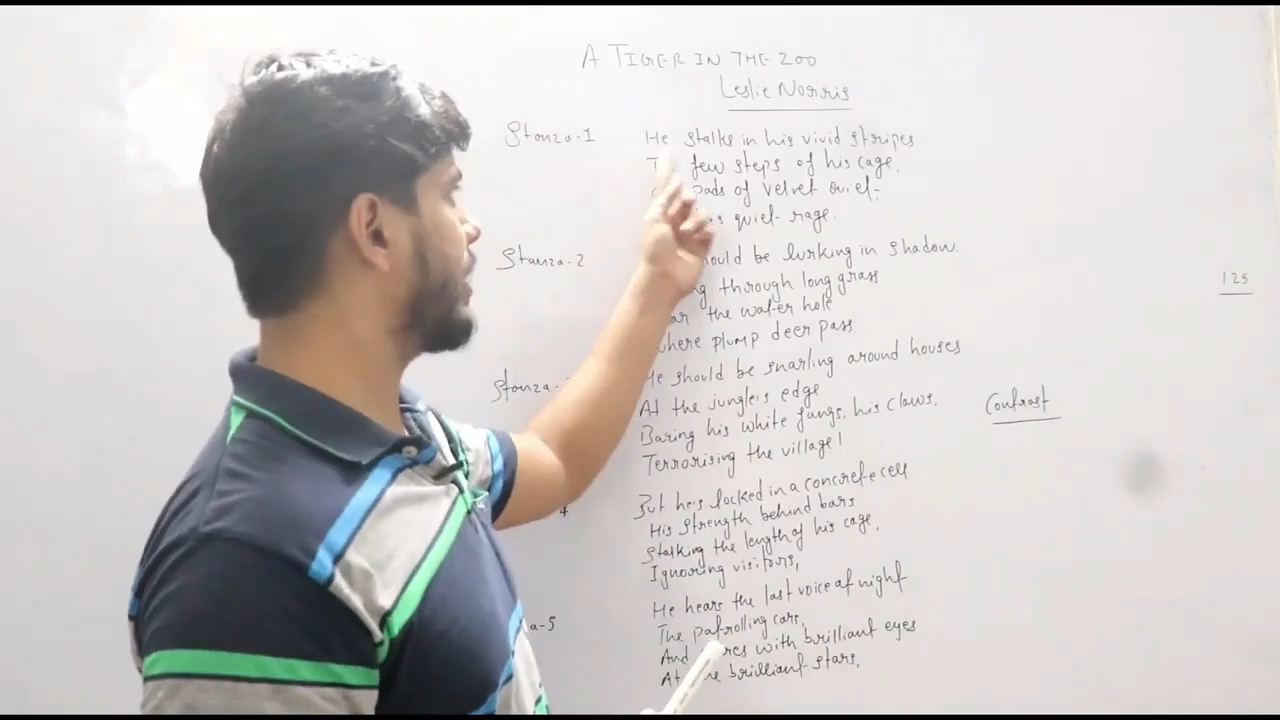 A TIGER IN THE ZOO
Leslie Norris
Stanza-1
He stalks in his vivid stripes
few steps of his cage.
pads of velvet quiet;
quiet rage.
Stanza-2
should be lurking in shadow.
through long grass
the water hole
where plump deer pass.
Stanza-
He should be snarling around houses
At the jungle's edge
Baring his white fangs, his claws,
Terrorising the village!
Contrast
125
4
But he is locked in a concrete cell
His strength behind bars
Stalking the length of his cage,
Ignoring visitors,
a-5
He hears the last voice at night
The patrolling cars,
And with brilliant eyes
At brilliant stars,